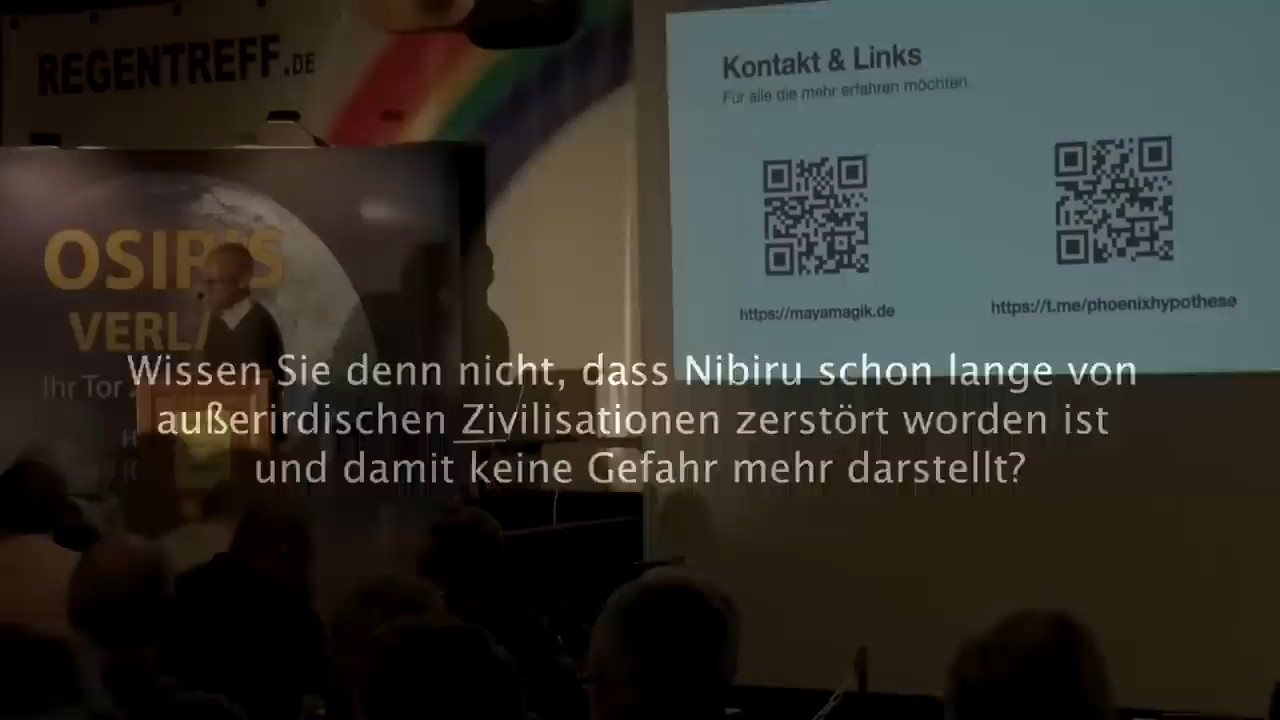 REGENTREFF.DE
Kontakt & Links
Für alle die mehr erfahren möchten
https://mayamagik.de
https://t.me/phoenixhypothese
OSIRIS
VERL
Ihr Tor
Wissen Sie denn nicht, dass Nibiru schon lange von
außerirdischen Zivilisationen zerstört worden ist
und damit keine Gefahr mehr darstellt?